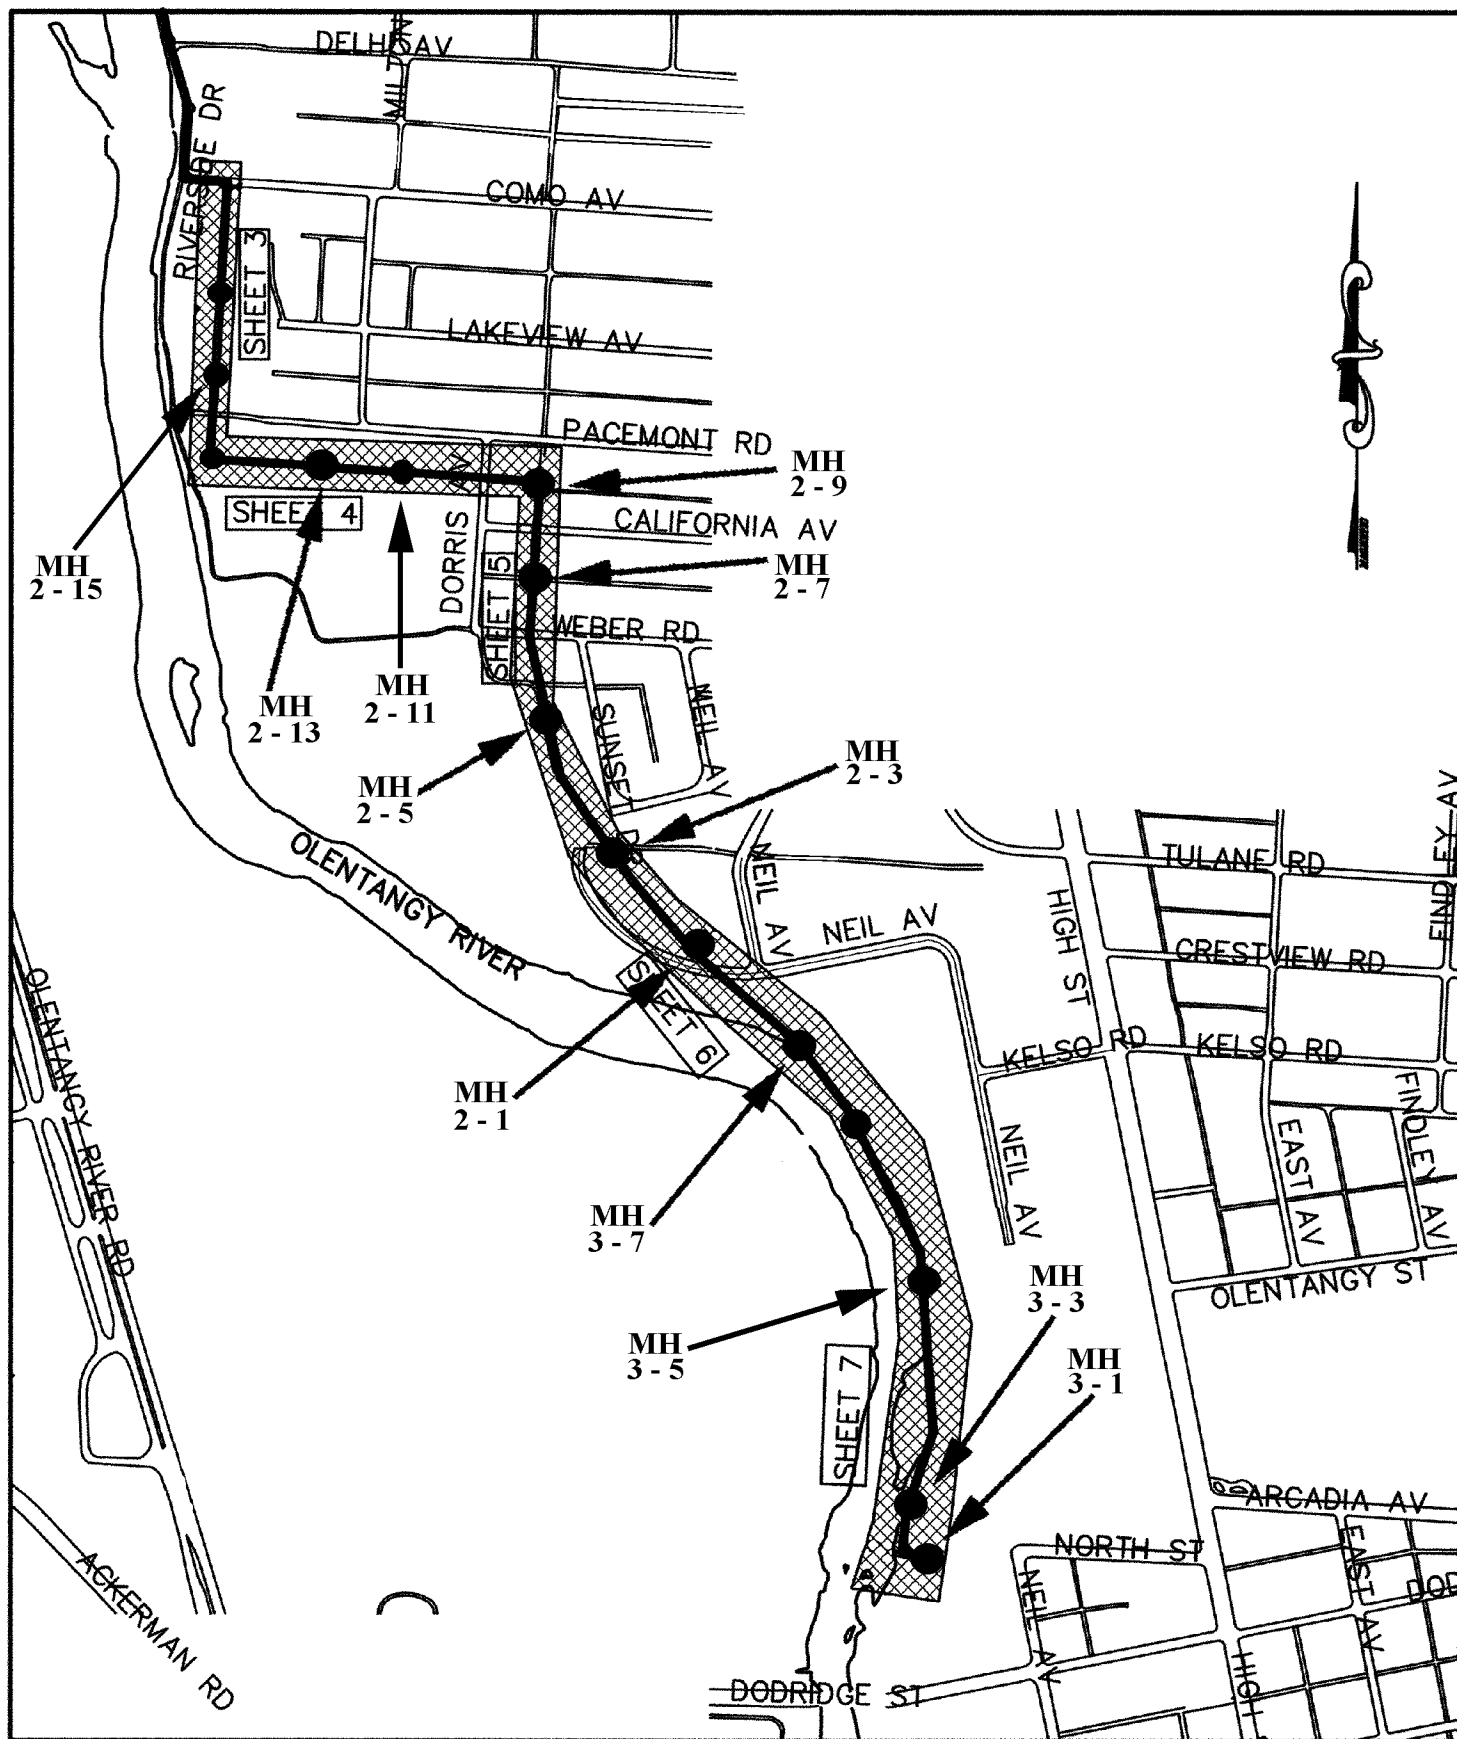 DELHI AV
MILTON
RIVERSIDE DR
COMO AV
SHEET 3
LAKEVIEW AV
PACEMONT RD
MH
2 - 9
SHEET 4
DORRIS AV
CALIFORNIA AV
MH
2 - 15
MH
2 - 7
SHEET 5
WEBER RD
MH
2 - 13
MH
2 - 11
SUNSET DR
NEIL AV
MH
2 - 5
MH
2 - 3
OLENTANGY RIVER
NEIL AV
NEIL AV
HIGH ST
TULANE RD
FINDLEY AV
CRESTVIEW RD
OLENTANGY RIVER RD
SHEET 6
KELSO RD
KELSO RD
MH
2 - 1
NEIL AV
EAST AV
FINDLEY AV
MH
3 - 7
OLENTANGY ST
MH
3 - 3
MH
3 - 5
SHEET 7
MH
3 - 1
ARCADIA AV
NORTH ST
EAST AV
DOD
NEIL AV
ACKERMAN RD
DODRIDGE ST
HIGH